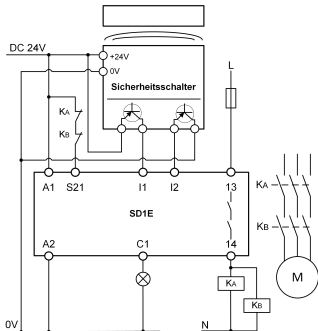 DC 24V
+24V
0V
L
Sicherheitsschalter
KA
KB
A1 S21 I1 I2 13
SD1E
A2 C1 14
KA
KB
M
KA
KB
0V
N